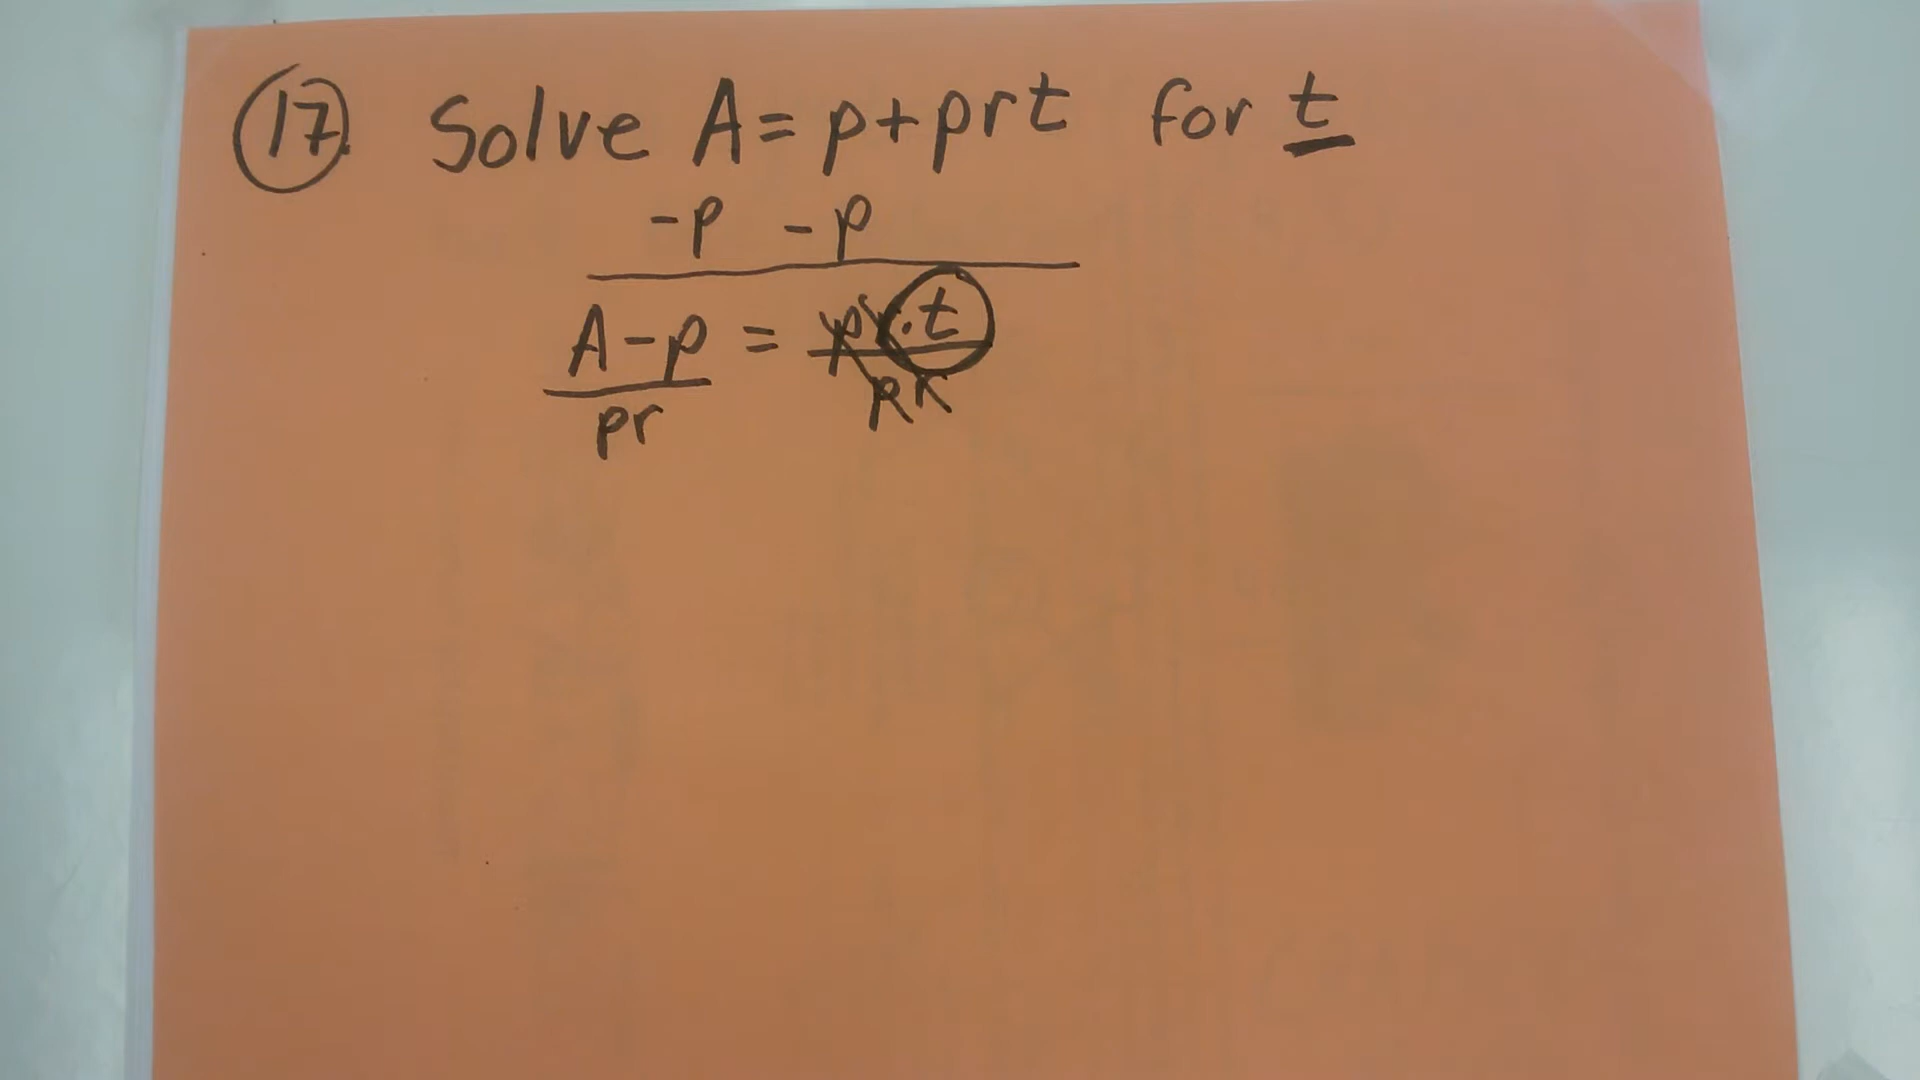 17. Solve A = p + prt for t
-p -p
A - p = pr·t
pr pr